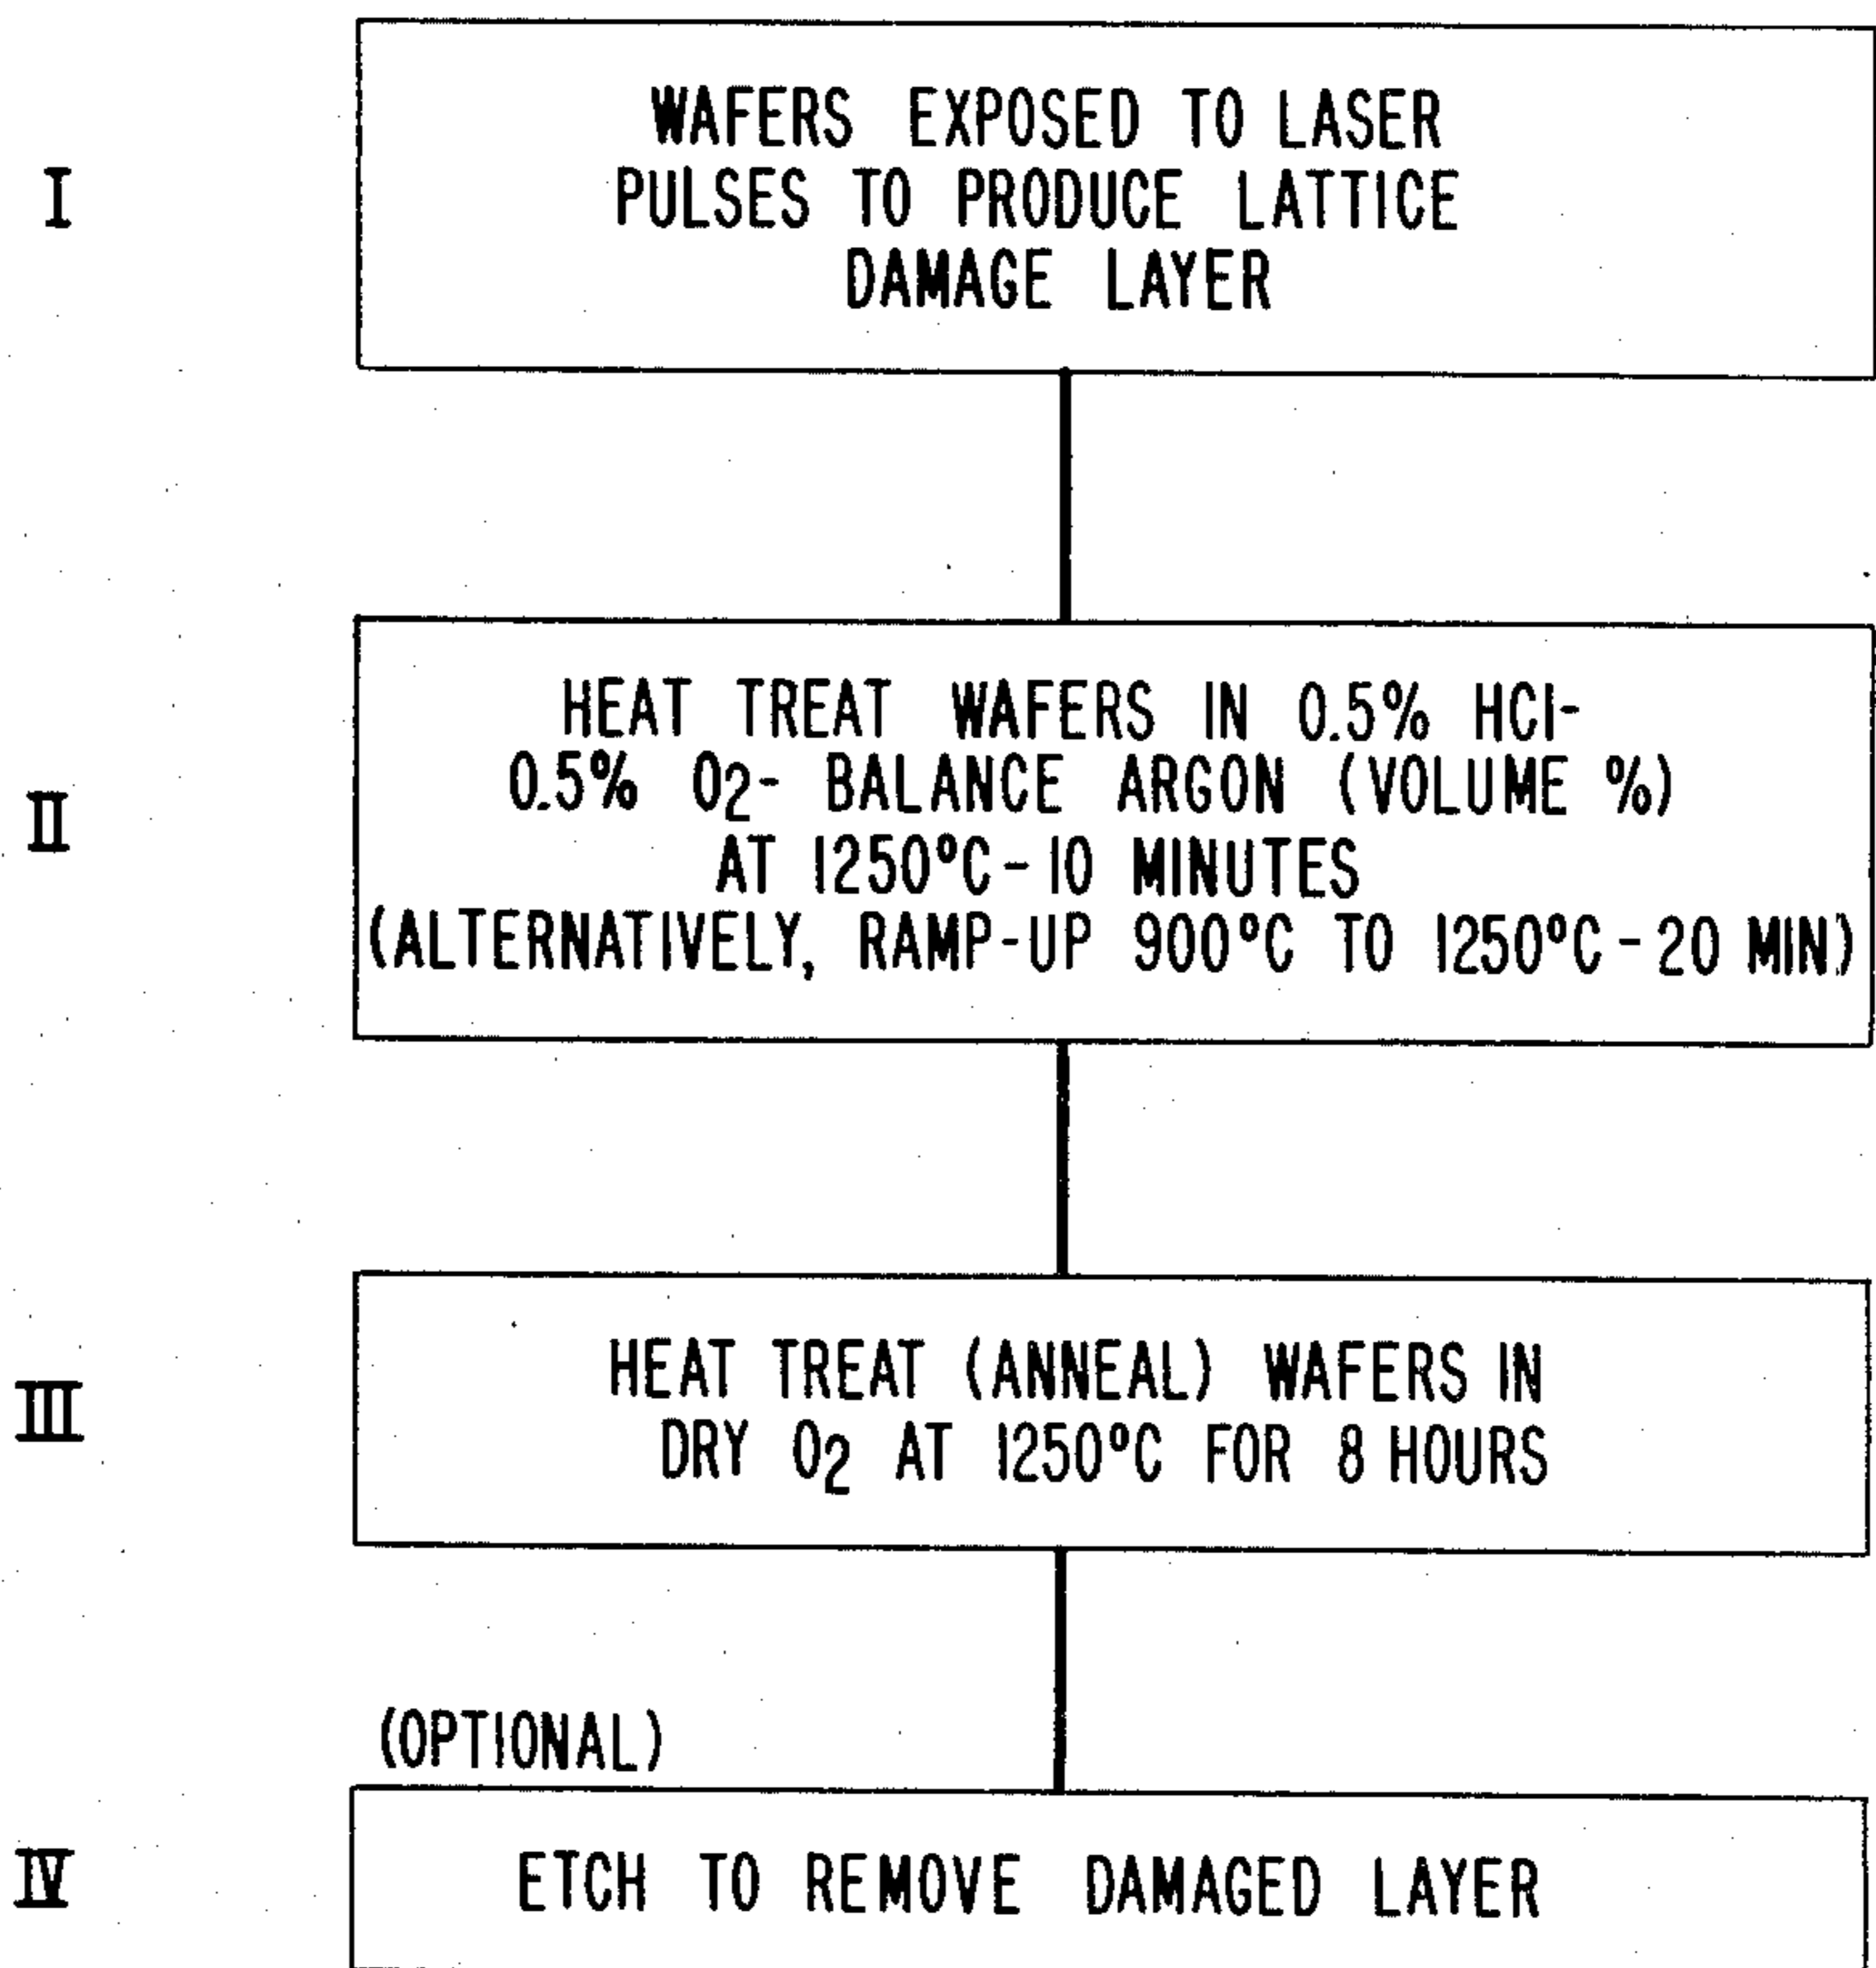 I
WAFERS EXPOSED TO LASER
PULSES TO PRODUCE LATTICE
DAMAGE LAYER
II
HEAT TREAT WAFERS IN 0.5% HCl-
0.5% O2- BALANCE ARGON (VOLUME %)
AT 1250°C-10 MINUTES
(ALTERNATIVELY, RAMP-UP 900°C TO 1250°C-20 MIN.)
III
HEAT TREAT (ANNEAL) WAFERS IN
DRY O2 AT 1250°C FOR 8 HOURS
(OPTIONAL)
IV
ETCH TO REMOVE DAMAGED LAYER